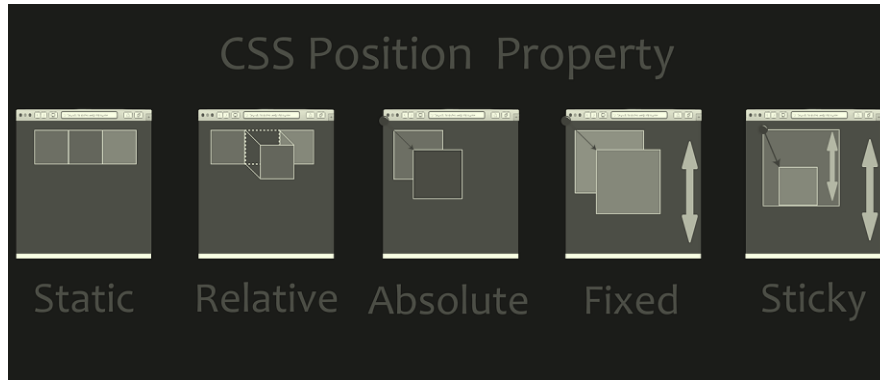 CSS Position Property
Static
Relative
Absolute
Fixed
Sticky